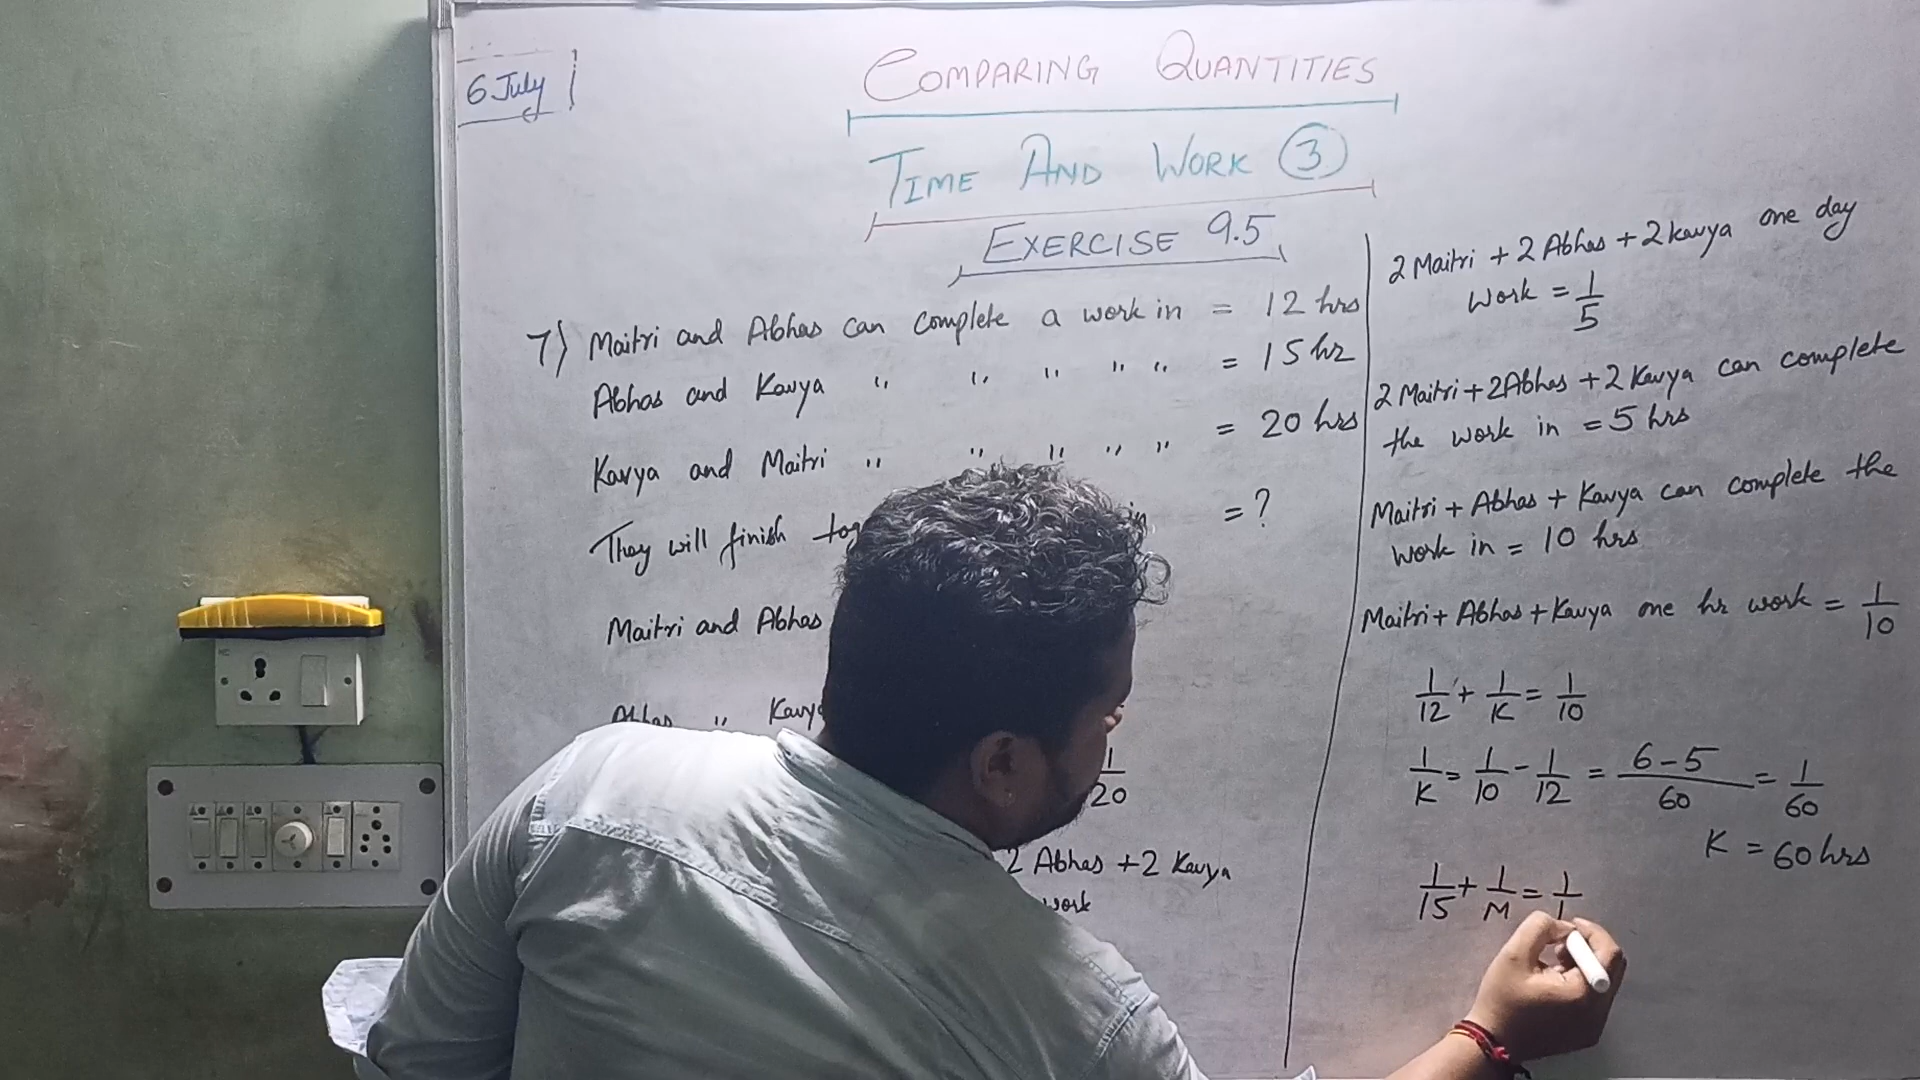 6 July
COMPARING QUANTITIES
TIME AND WORK 3
EXERCISE 9.5
7) Maitri and Abhas can complete a work in = 12 hrs
Abhas and Kavya " " " " " = 15 hr
Kavya and Maitri " " " " " = 20 hrs
They will finish tog in = ?
Maitri and Abhas
Abhas " Kavya
1/20
2 Abhas + 2 Kavya
work
2 Maitri + 2 Abhas + 2 Kavya one day
work = 1/5
2 Maitri + 2 Abhas + 2 Kavya can complete
the work in = 5 hrs
Maitri + Abhas + Kavya can complete the
work in = 10 hrs
Maitri + Abhas + Kavya one hr work = 1/10
1/12 + 1/K = 1/10
1/K = 1/10 - 1/12 = 6-5/60 = 1/60
K = 60 hrs
1/15 + 1/M = 1/1